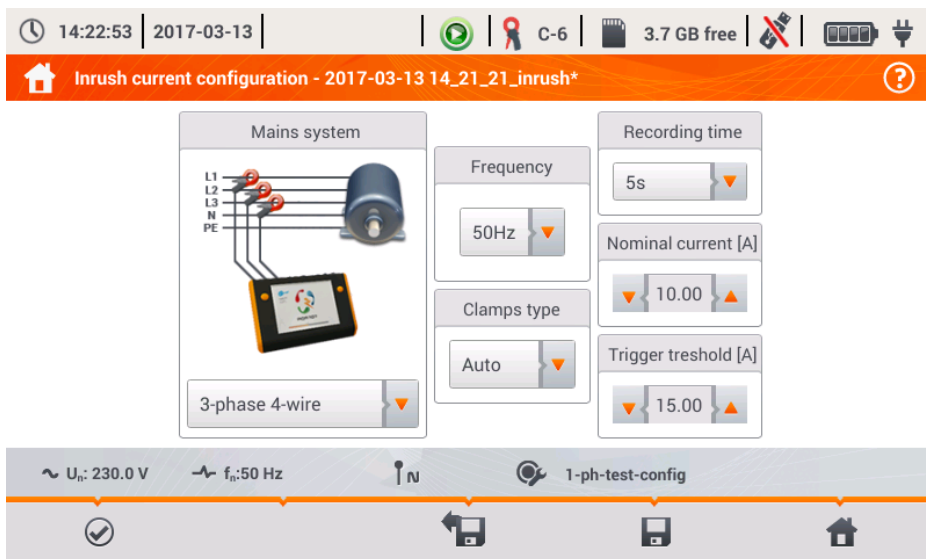 14:22:53 2017-03-13 C-6 3.7 GB free
Inrush current configuration - 2017-03-13 14_21_21_inrush* ?
Mains system
L1
L2
L3
N
PE
3-phase 4-wire
Frequency
50Hz
Clamps type
Auto
Recording time
5s
Nominal current [A]
10.00
Trigger treshold [A]
15.00
Un: 230.0 V fn:50 Hz N 1-ph-test-config